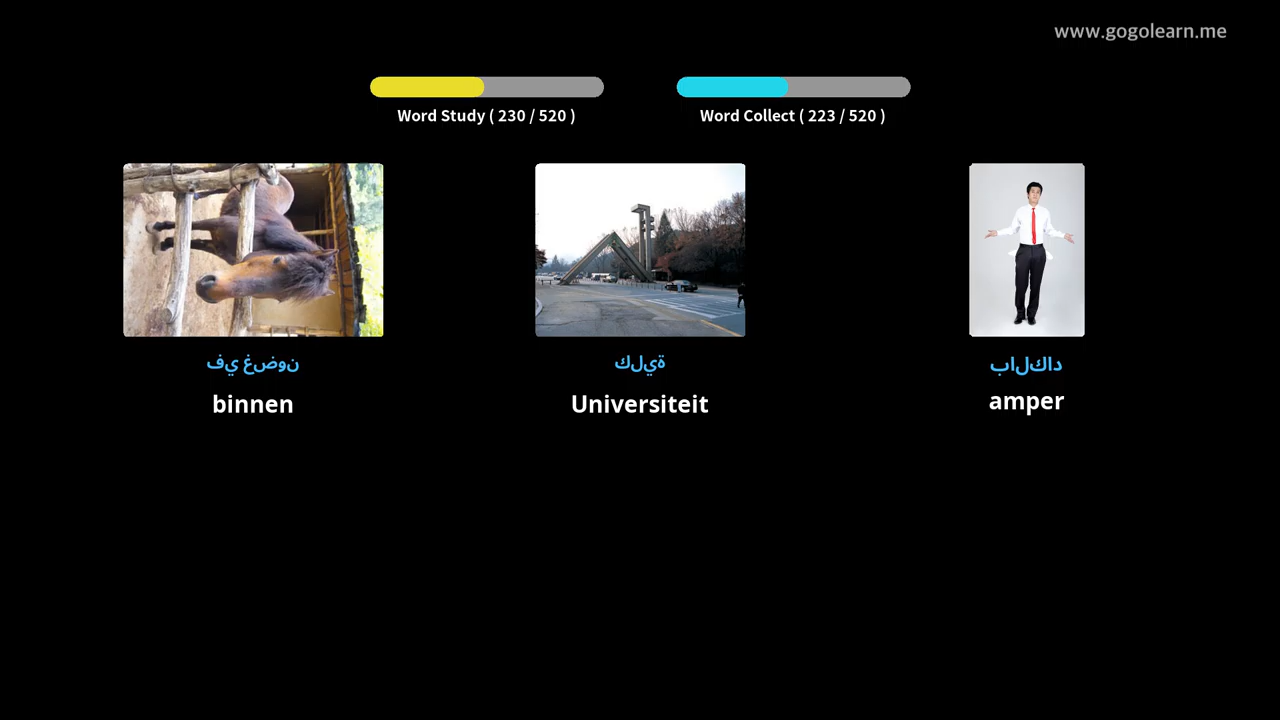 www.gogolearn.me
Word Study ( 230 / 520 )
Word Collect ( 223 / 520 )
في غضون
binnen
كلية
Universiteit
بالكاد
amper